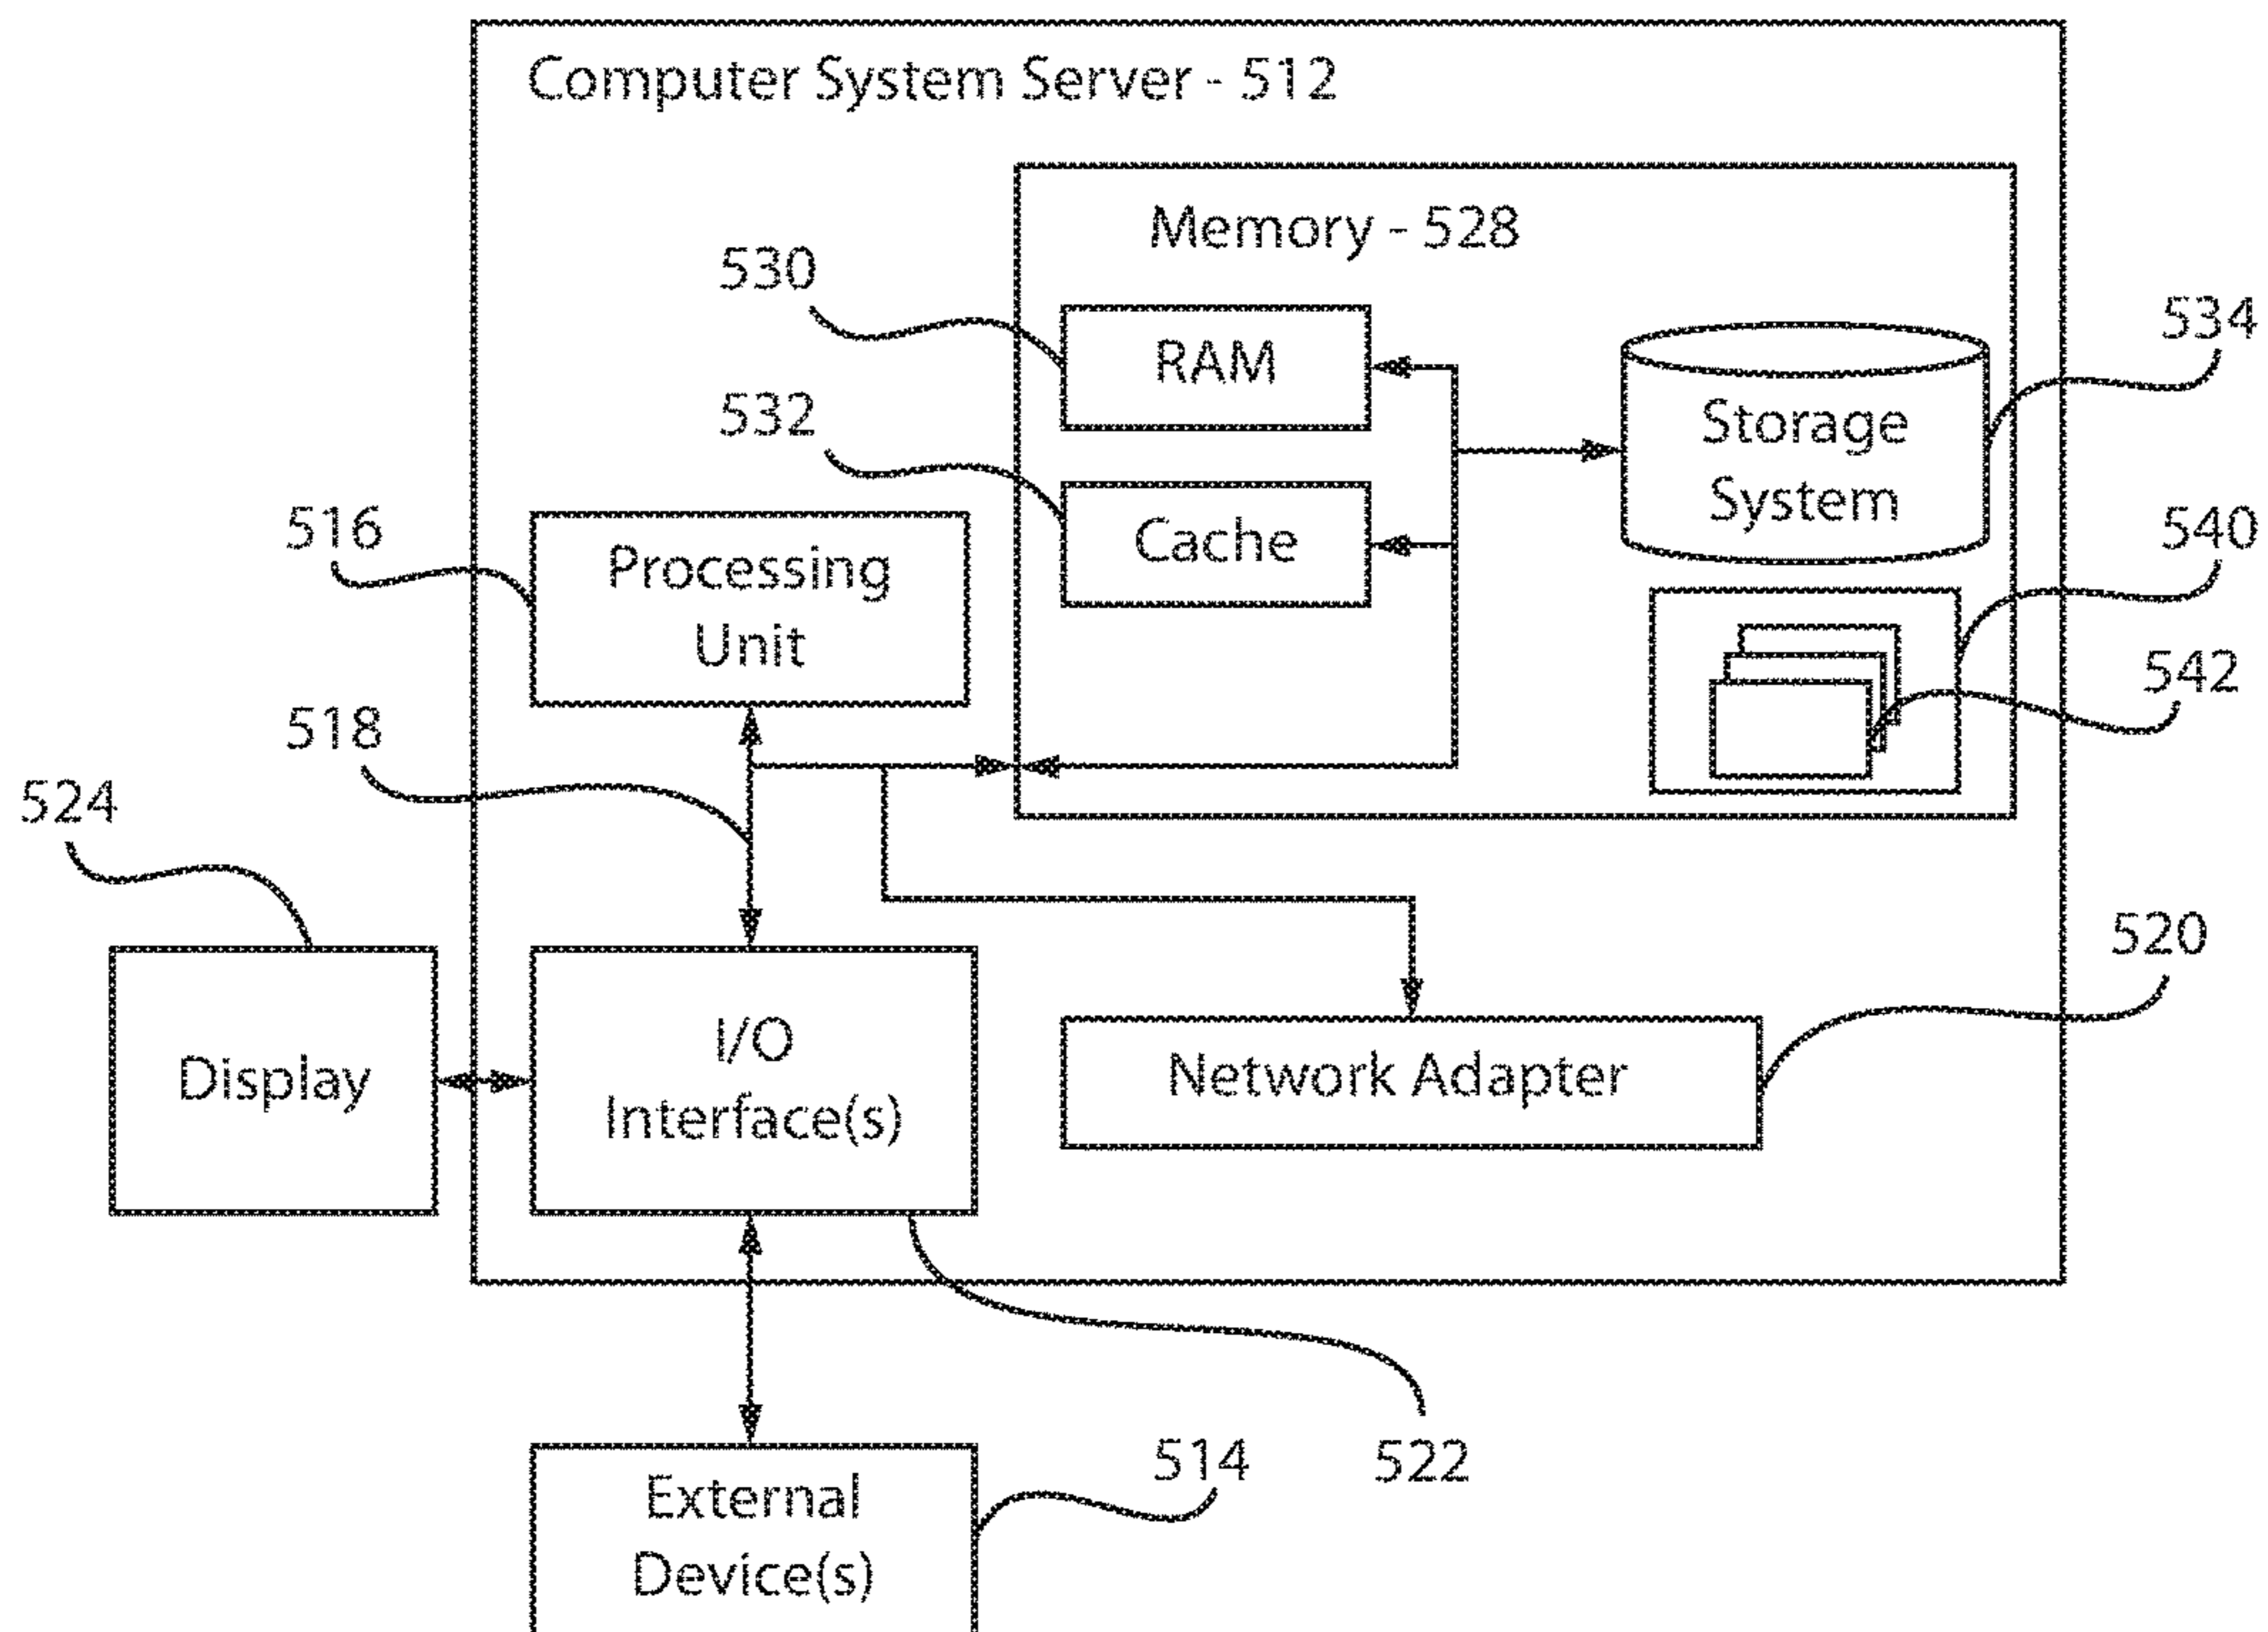 Computer System Server - 512
Memory - 528
530
RAM
534
532
Storage
System
Cache
516
Processing
Unit
540
542
518
524
520
Display
I/O
Interface(s)
Network Adapter
514
522
External
Device(s)